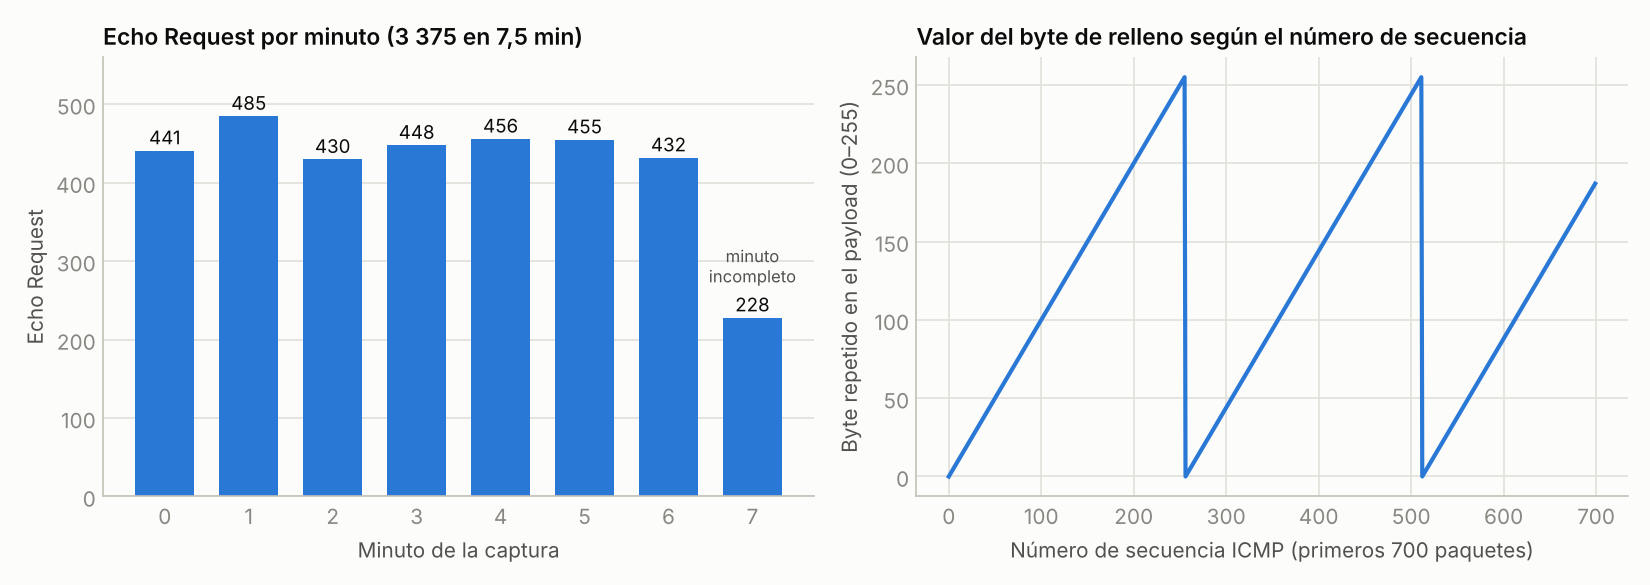 Echo Request por minuto (3 375 en 7,5 min)
Echo Request
500
400
300
200
100
0
441
485
430
448
456
455
432
minuto
incompleto
228
0 1 2 3 4 5 6 7
Minuto de la captura
Valor del byte de relleno según el número de secuencia
Byte repetido en el payload (0–255)
250
200
150
100
50
0
0 100 200 300 400 500 600 700
Número de secuencia ICMP (primeros 700 paquetes)